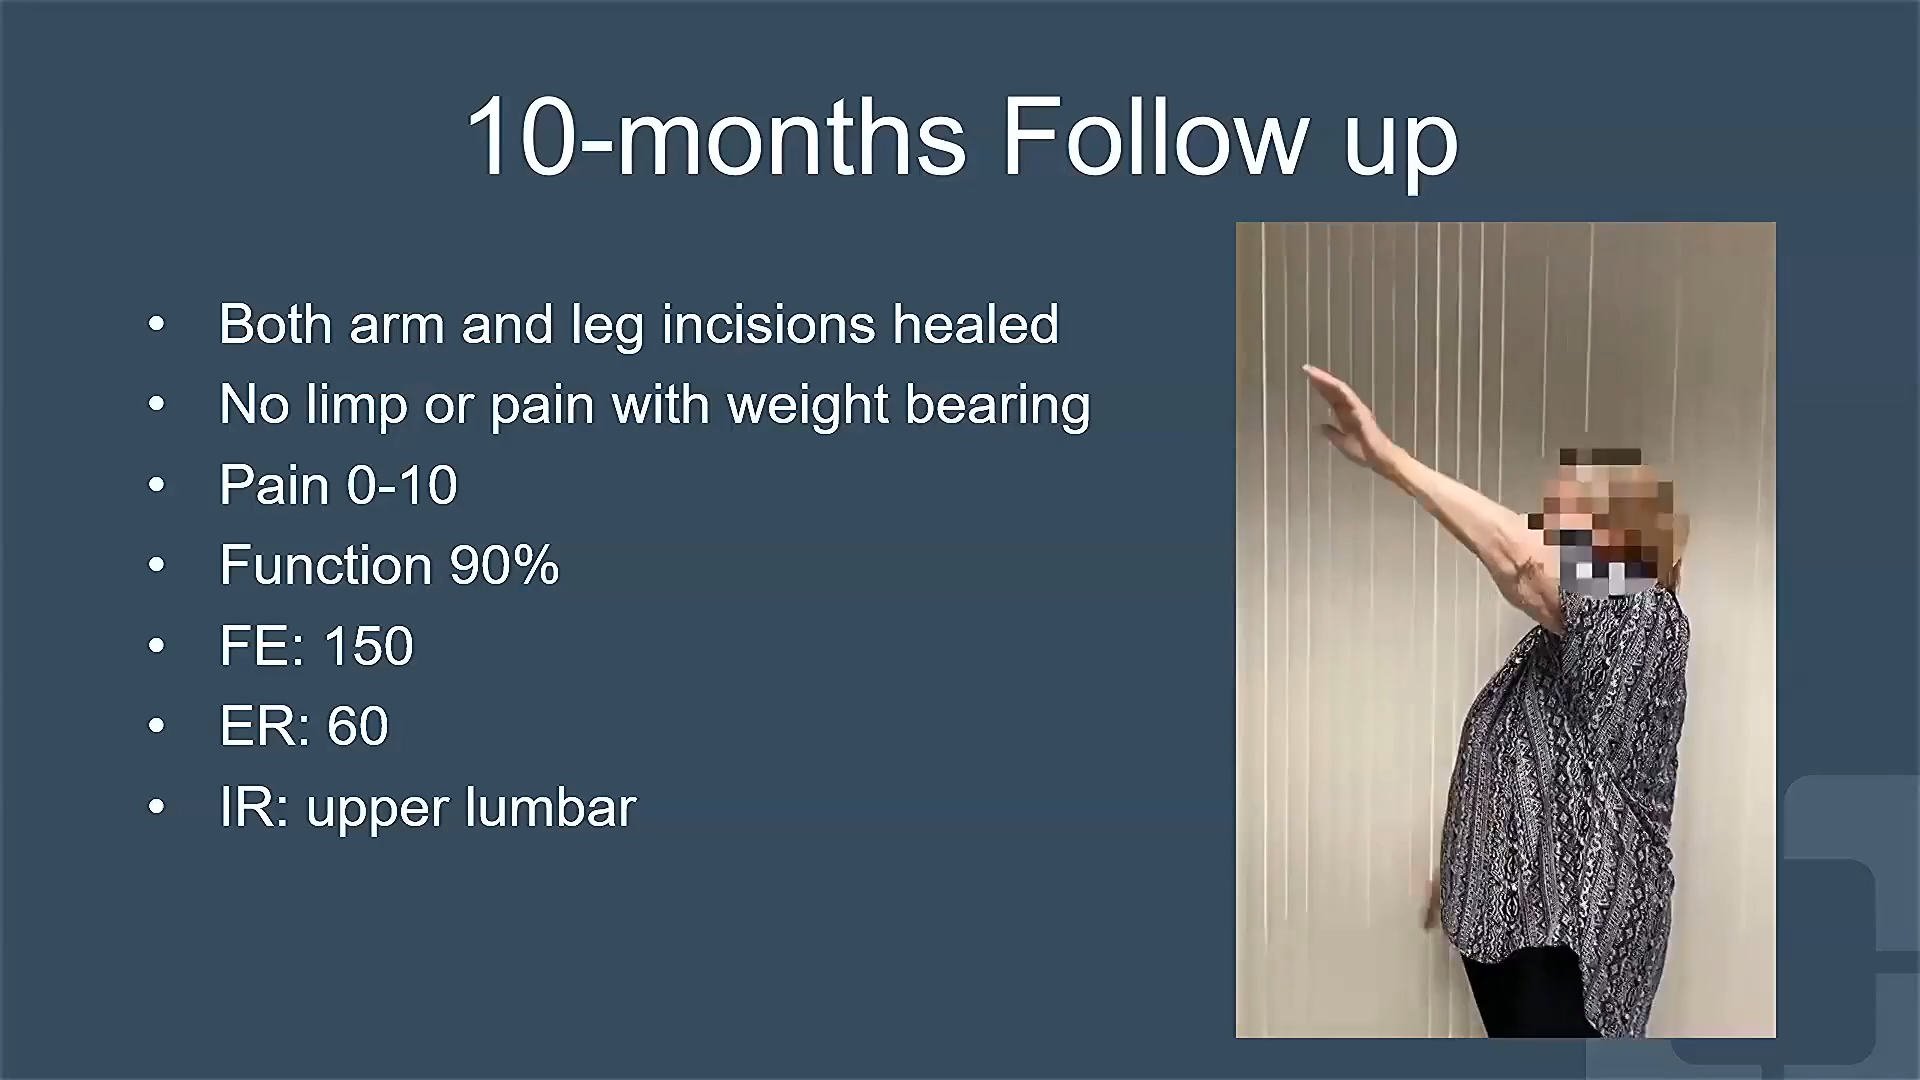 10-months Follow up
• Both arm and leg incisions healed
• No limp or pain with weight bearing
• Pain 0-10
• Function 90%
• FE: 150
• ER: 60
• IR: upper lumbar